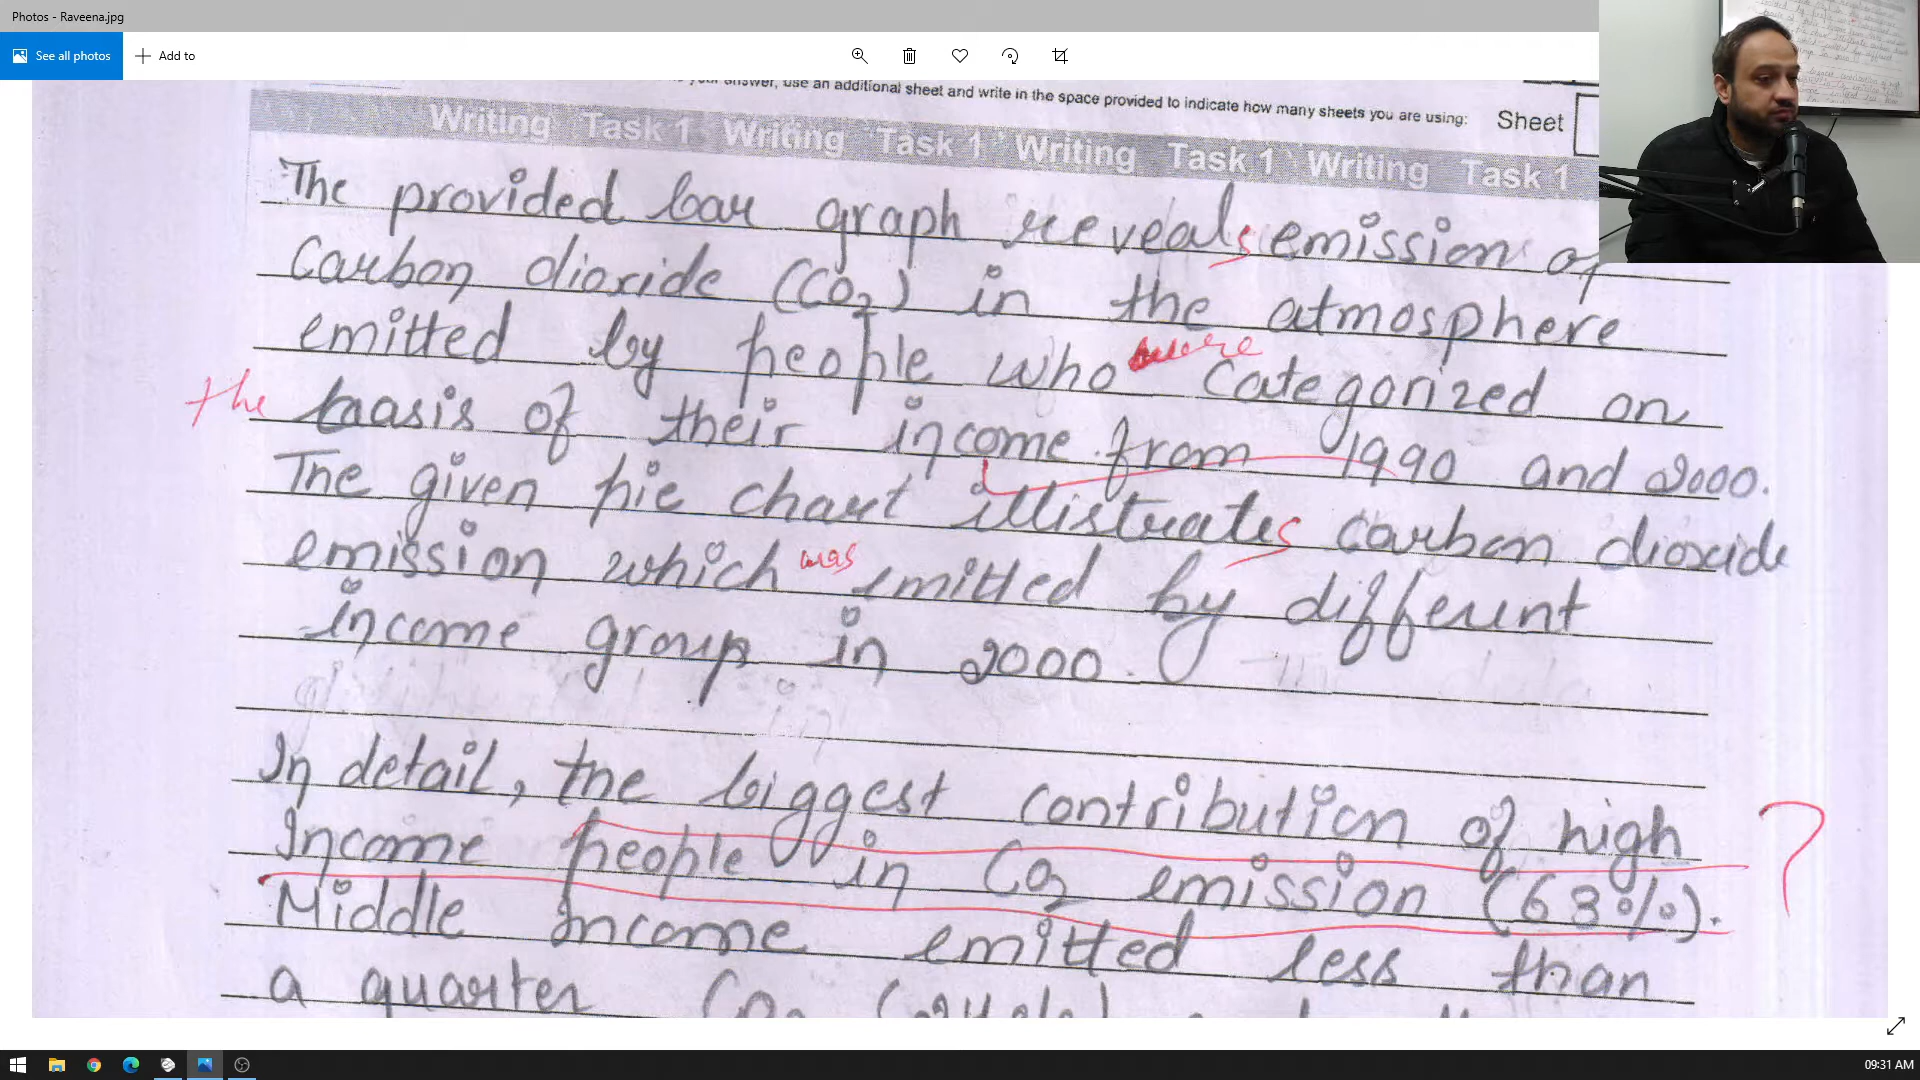 Photos - Raveena.jpg
See all photos
Add to
your answer, use an additional sheet and write in the space provided to indicate how many sheets you are using:
Sheet
Writing Task 1 Writing Task 1 Writing Task 1 Writing Task 1
The provided bar graph reveals emission of
Carbon dioxide (CO2) in the atmosphere
emitted by people who were categorized on
the basis of their income from 1990 and 2000.
The given pie chart illistrates carbon dioxide
emission which was emitted by different
income group in 2000.
In detail, the biggest contribution of high
Income people in CO2 emission (63%).
?
Middle Income emitted less than
a quarter CO2
09:31 AM